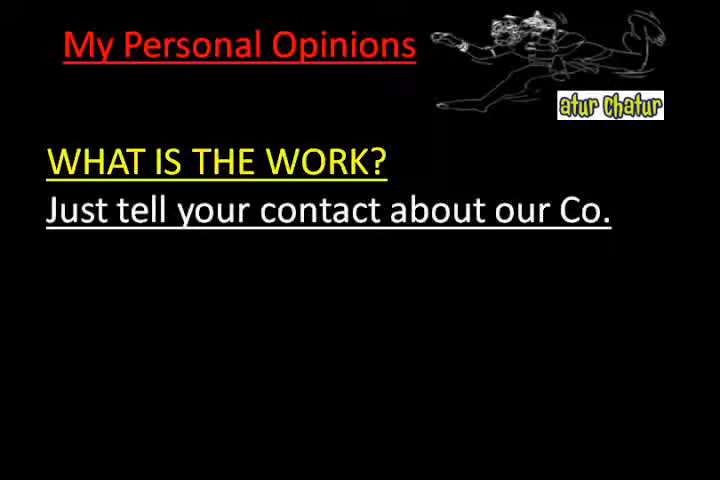 My Personal Opinions
atur chatur
WHAT IS THE WORK?
Just tell your contact about our Co.